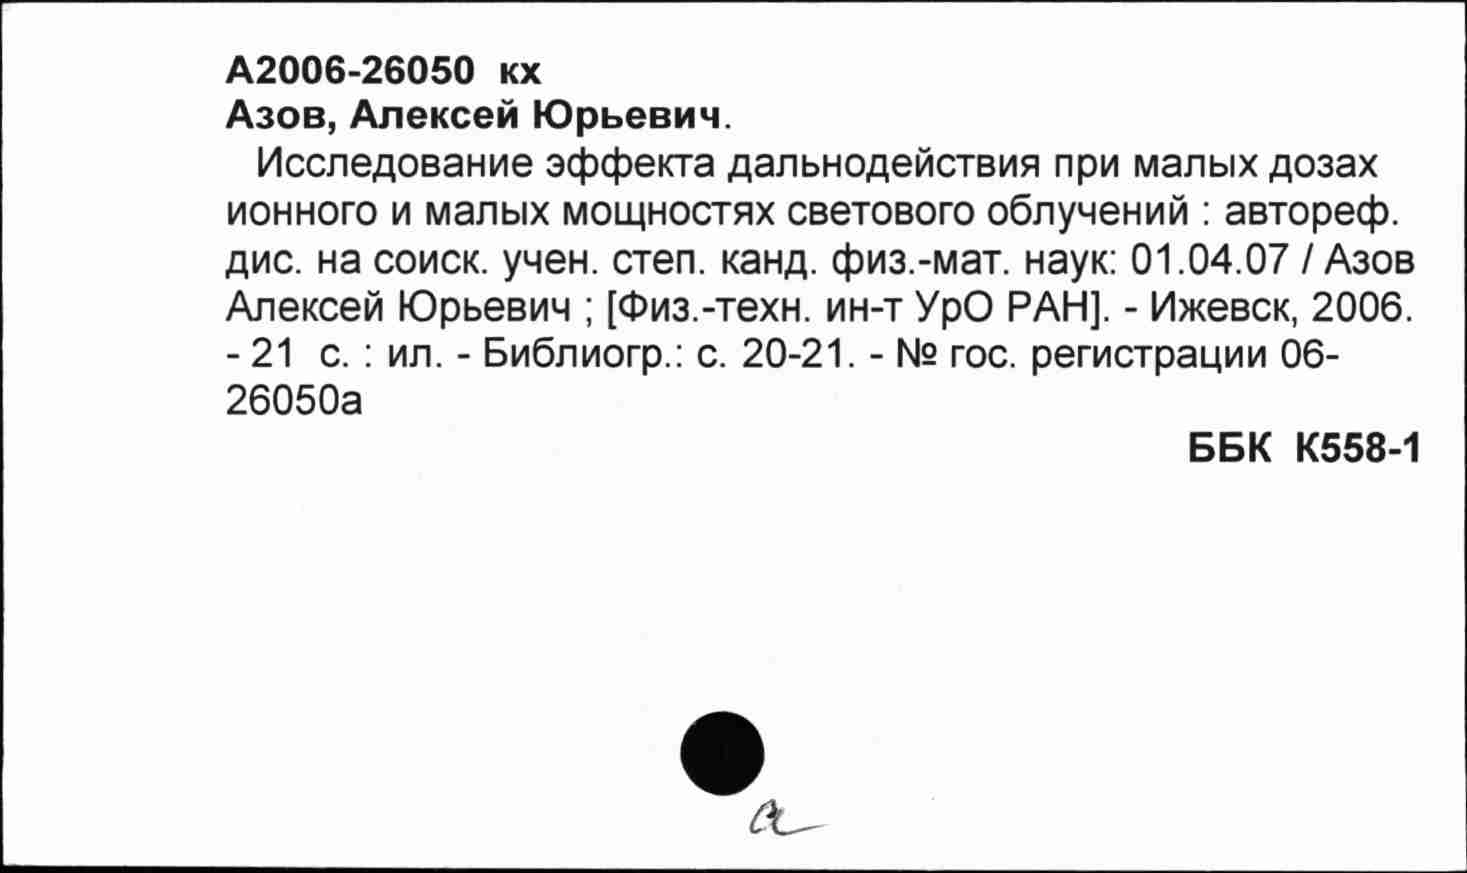 А2006-26050 кх
Азов, Алексей Юрьевич.
Исследование эффекта дальнодействия при малых дозах
ионного и малых мощностях светового облучений : автореф.
дис. на соиск. учен. степ. канд. физ.-мат. наук: 01.04.07 / Азов
Алексей Юрьевич ; [Физ.-техн. ин-т УрО РАН]. - Ижевск, 2006.
- 21 с. : ил. - Библиогр.: с. 20-21. - № гос. регистрации 06-
26050а
ББК К558-1
а